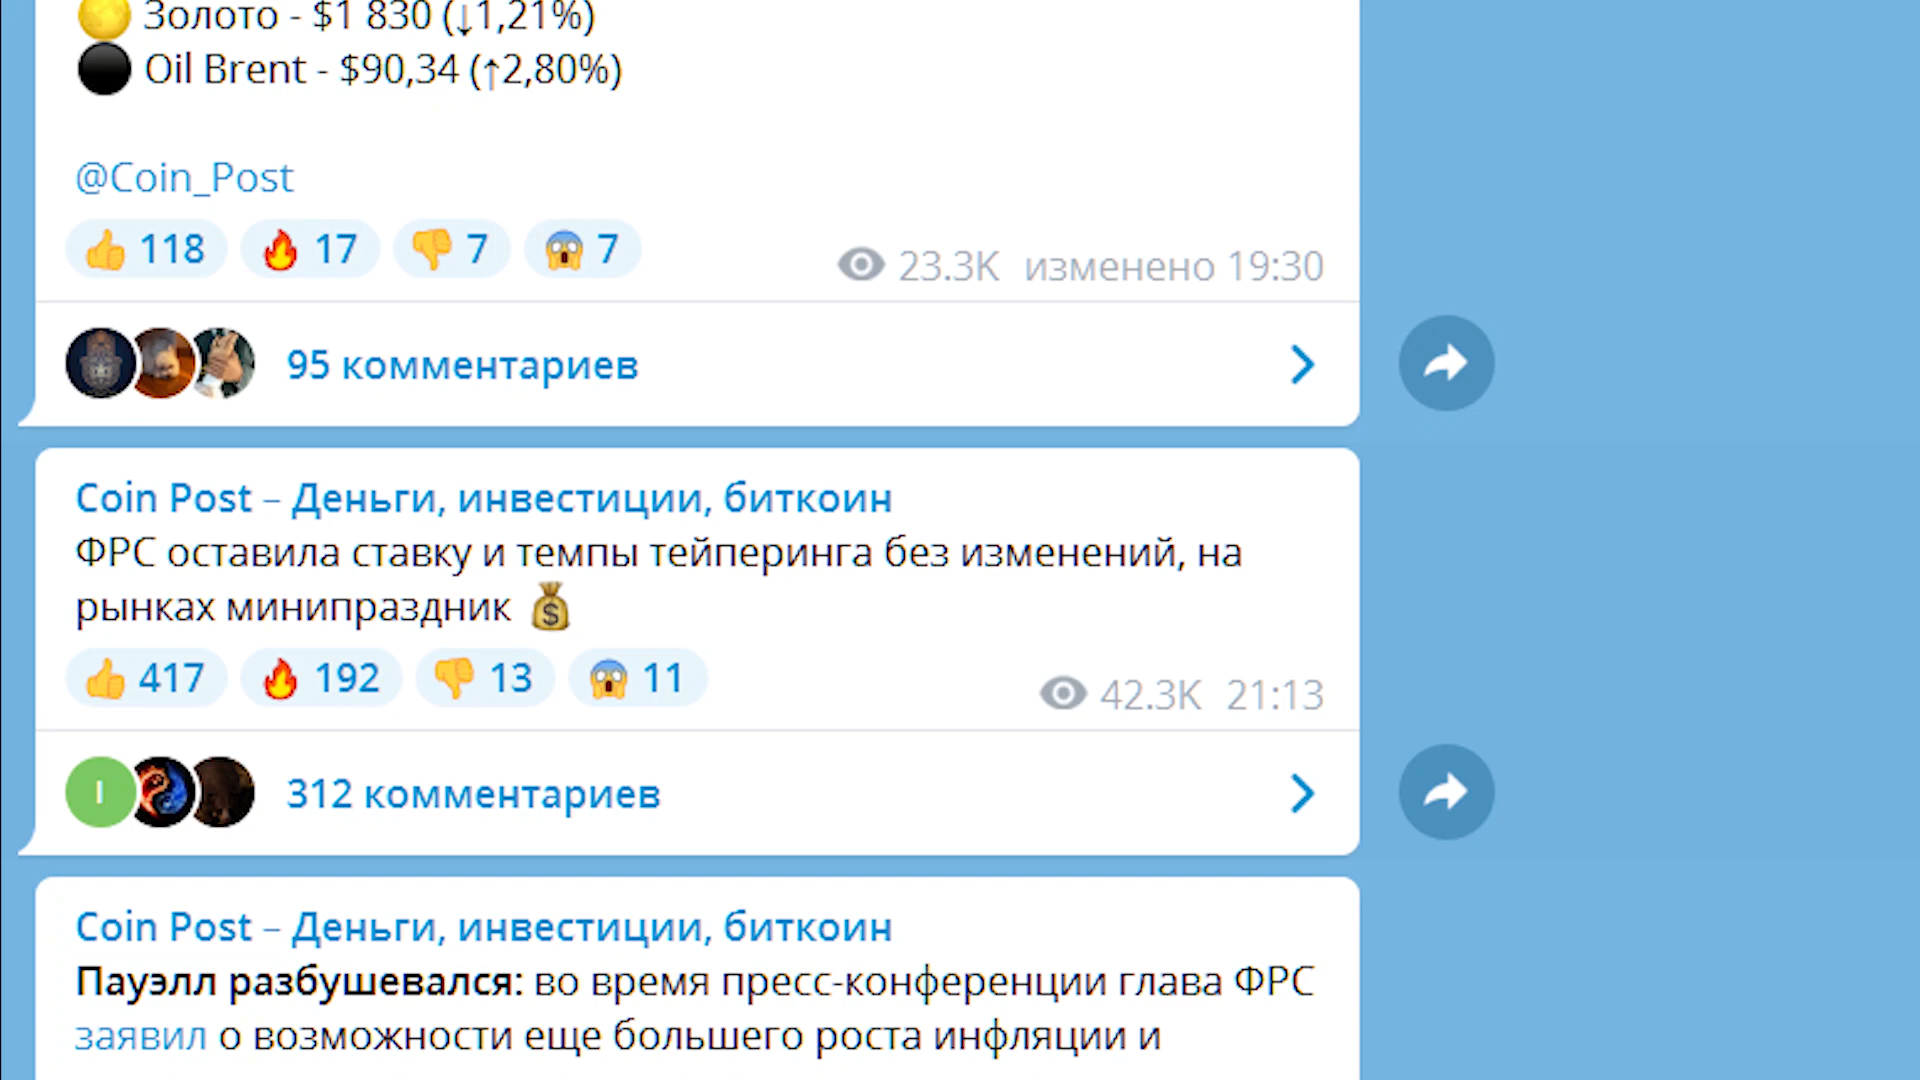 Золото - $1 830 (↓1,21%)
Oil Brent - $90,34 (↑2,80%)
@Coin_Post
👍 118 🔥 17 👎 7 😱 7
23.3K изменено 19:30
95 комментариев
Coin Post – Деньги, инвестиции, биткоин
ФРС оставила ставку и темпы тейперинга без изменений, на
рынках минипраздник 💰
👍 417 🔥 192 👎 13 😱 11
42.3K 21:13
I
312 комментариев
Coin Post – Деньги, инвестиции, биткоин
Пауэлл разбушевался: во время пресс-конференции глава ФРС
заявил о возможности еще большего роста инфляции и